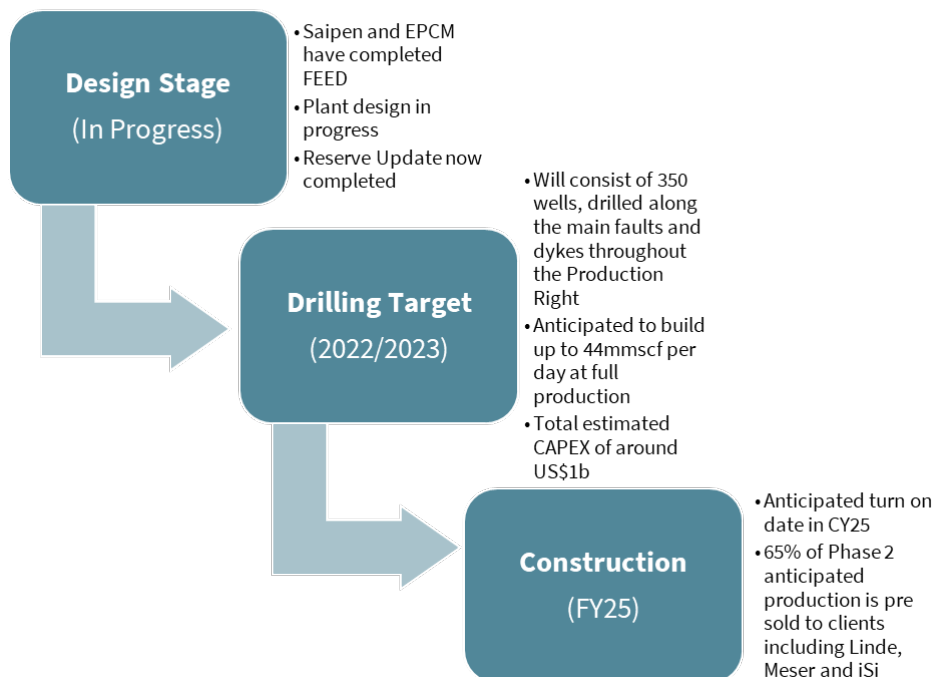 Design Stage
(In Progress)
• Saipen and EPCM
have completed
FEED
• Plant design in
progress
• Reserve Update now
completed
Drilling Target
(2022/2023)
• Will consist of 350
wells, drilled along
the main faults and
dykes throughout
the Production
Right
• Anticipated to build
up to 44mmscf per
day at full
production
• Total estimated
CAPEX of around
US$1b
Construction
(FY25)
• Anticipated turn on
date in CY25
• 65% of Phase 2
anticipated
production is pre
sold to clients
including Linde,
Meser and iSi